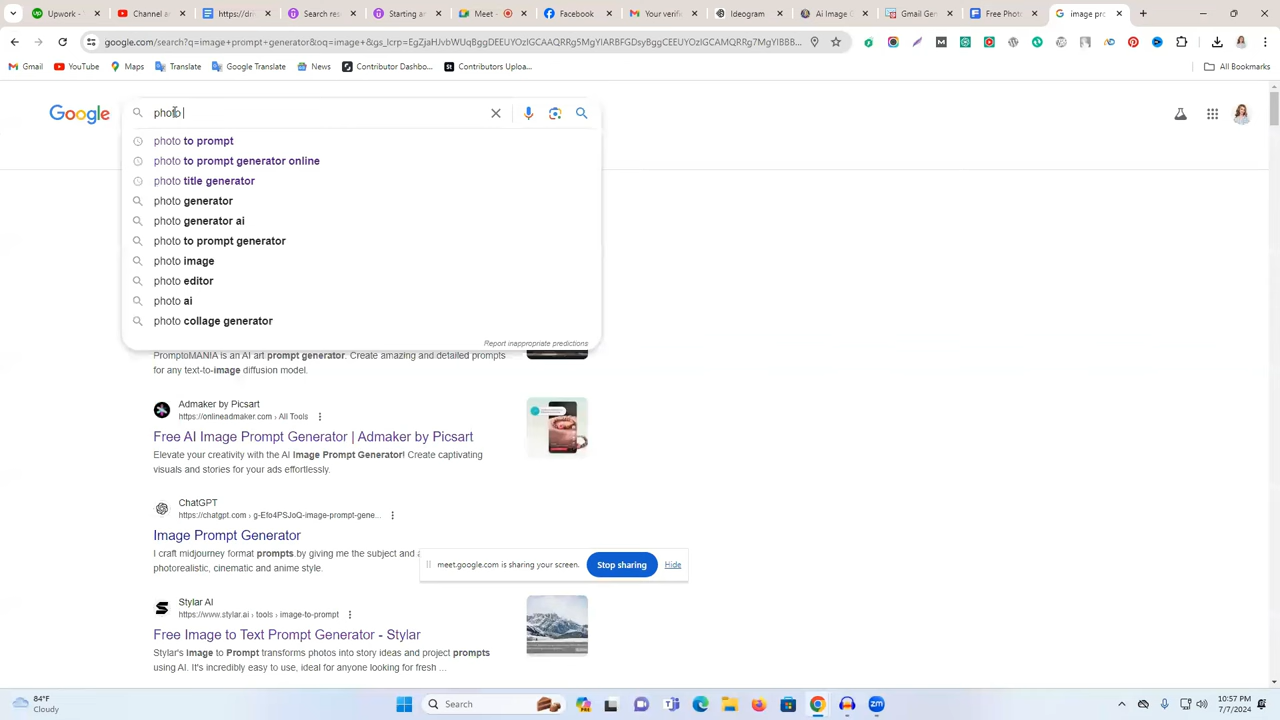 Meet -
Facebook
Your verific
Instagram
AI Image
Gmail Gen
Free Photo
image pro
google.com/search?q=image+prompt+generator&oq=image&gs_lcrp=EgZjaHJvbWUqBggDEEUYOzIGCAAQRRg5MgYIARBFGDsyBggCEEUYOzIGCAMQRRg7MgYIBBB...
Gmail
YouTube
Maps
Translate
Google Translate
News
Contributor Dashbo...
Contributors Uploa...
All Bookmarks
Google
photo
photo to prompt
photo to prompt generator online
photo title generator
photo generator
photo generator ai
photo to prompt generator
photo image
photo editor
photo ai
photo collage generator
Report inappropriate predictions
PromptoMANIA is an AI art prompt generator. Create amazing and detailed prompts
for any text-to-image diffusion model.
Admaker by Picsart
https://onlineadmaker.com › All Tools
Free AI Image Prompt Generator | Admaker by Picsart
Elevate your creativity with the AI Image Prompt Generator! Create captivating
visuals and stories for your ads effortlessly.
ChatGPT
https://chatgpt.com › g-Efo4PSJoQ-image-prompt-gene...
Image Prompt Generator
I craft midjourney format prompts by giving me the subject and
photorealistic, cinematic and anime style.
meet.google.com is sharing your screen.
Stop sharing
Hide
Stylar AI
https://www.stylar.ai › tools › image-to-prompt
Free Image to Text Prompt Generator - Stylar
Stylar's Image to Prompt transforms photos into story ideas and project prompts
using AI. It's incredibly easy to use, ideal for anyone looking for fresh ...
84°F
Cloudy
Search
10:57 PM
7/7/2024